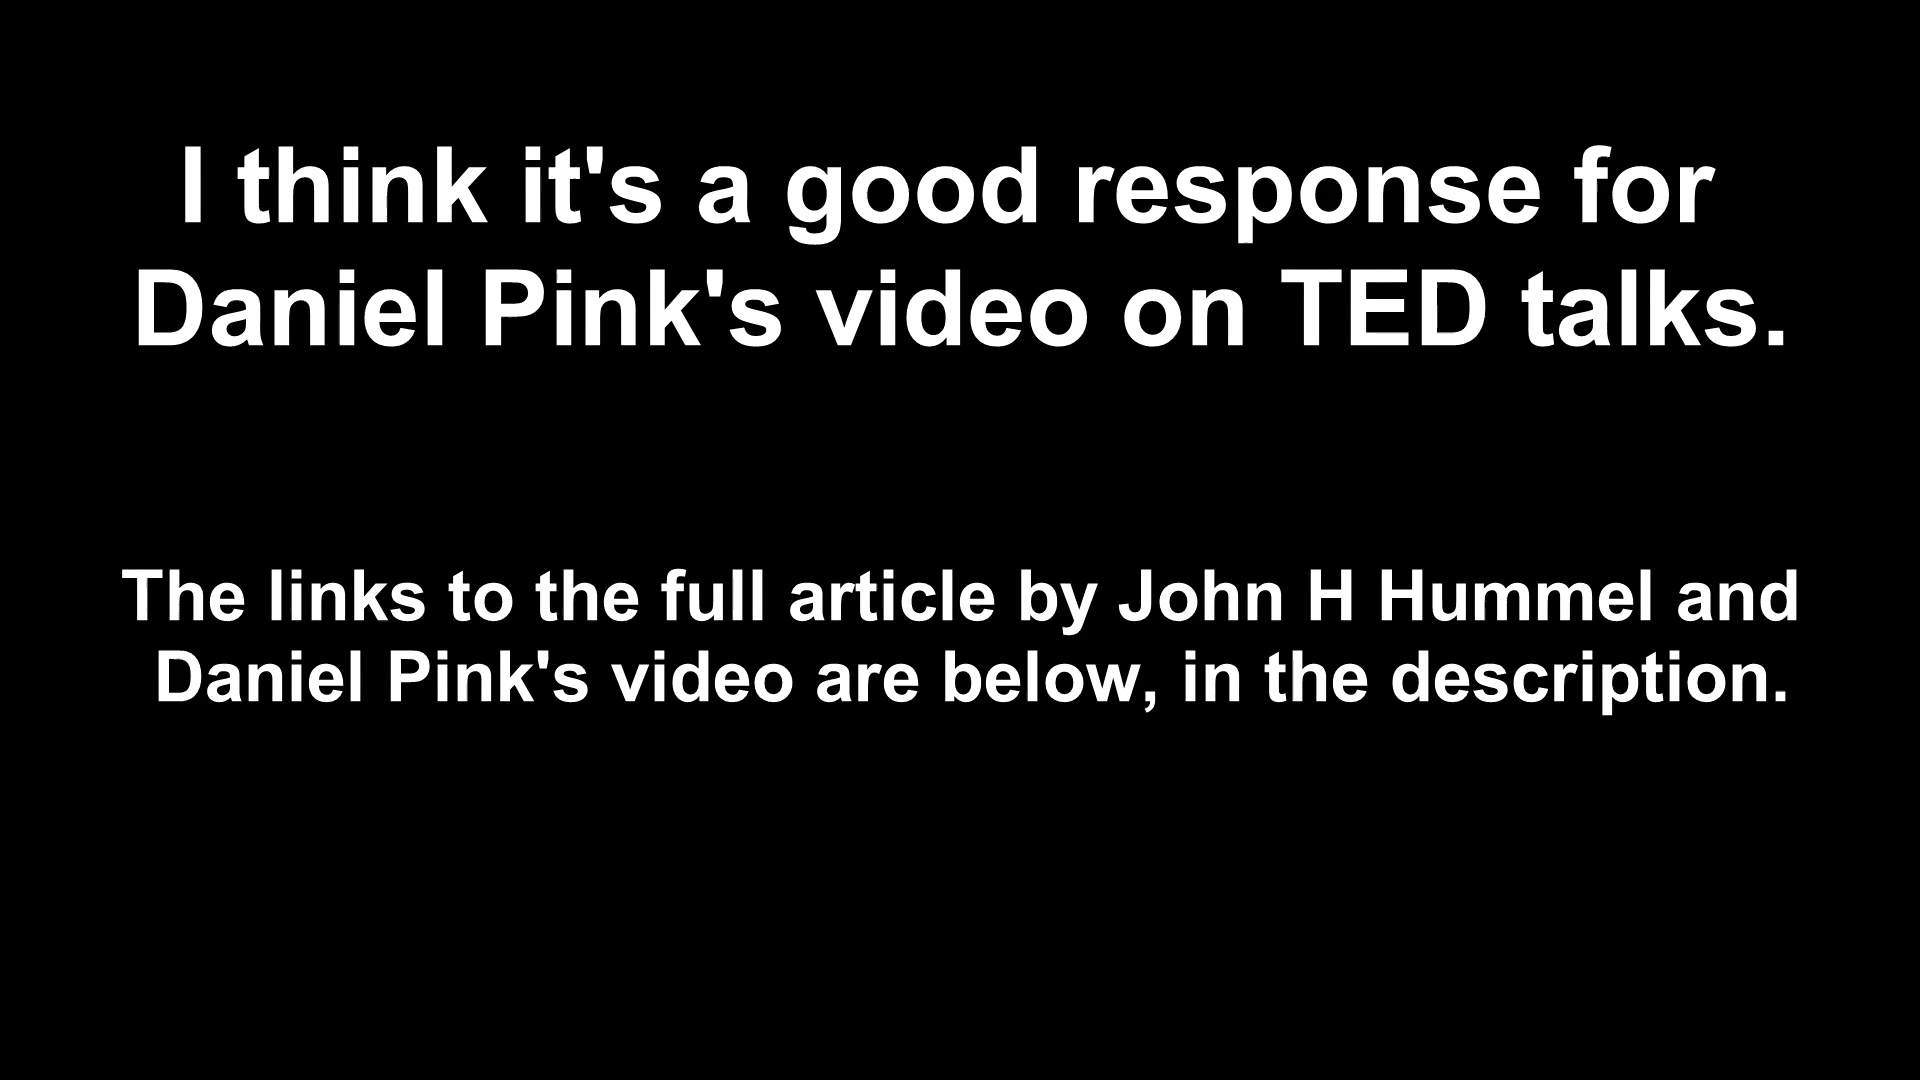 I think it's a good response for
Daniel Pink's video on TED talks.
The links to the full article by John H Hummel and
Daniel Pink's video are below, in the description.